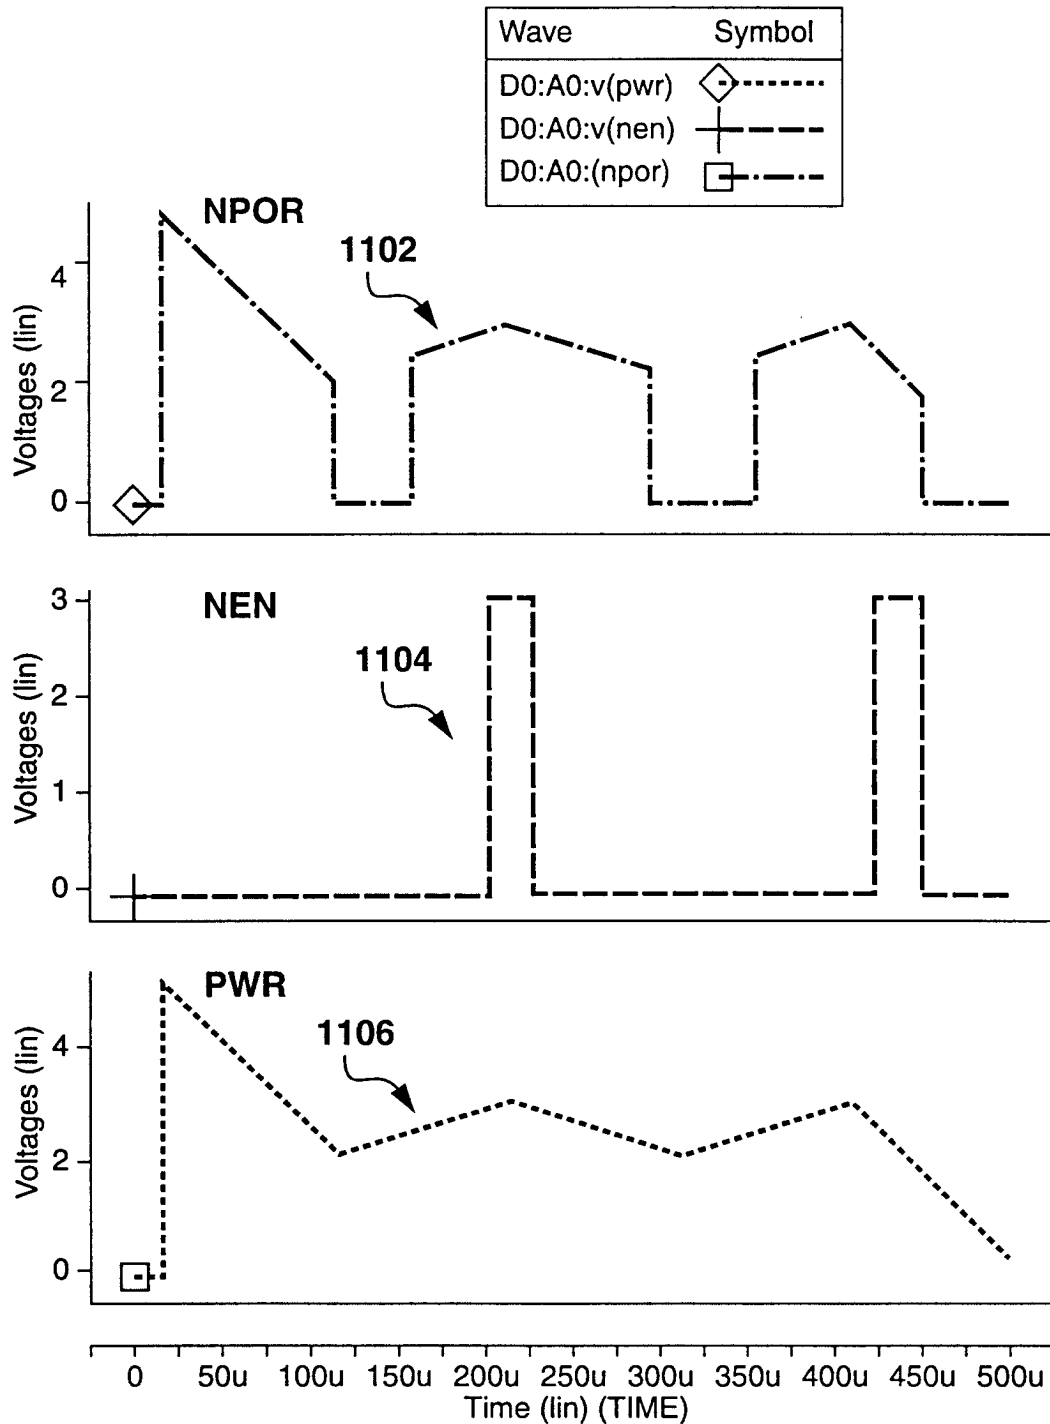 Wave Symbol
D0:A0:v(pwr)
D0:A0:v(nen)
D0:A0:(npor)
NPOR
1102
Voltages (lin)
4
2
0
NEN
1104
Voltages (lin)
3
2
1
0
PWR
1106
Voltages (lin)
4
2
0
0 50u 100u 150u 200u 250u 300u 350u 400u 450u 500u
Time (lin) (TIME)